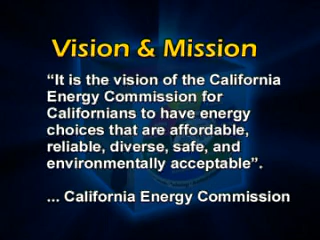 Vision & Mission
“It is the vision of the California
Energy Commission for
Californians to have energy
choices that are affordable,
reliable, diverse, safe, and
environmentally acceptable”.
... California Energy Commission